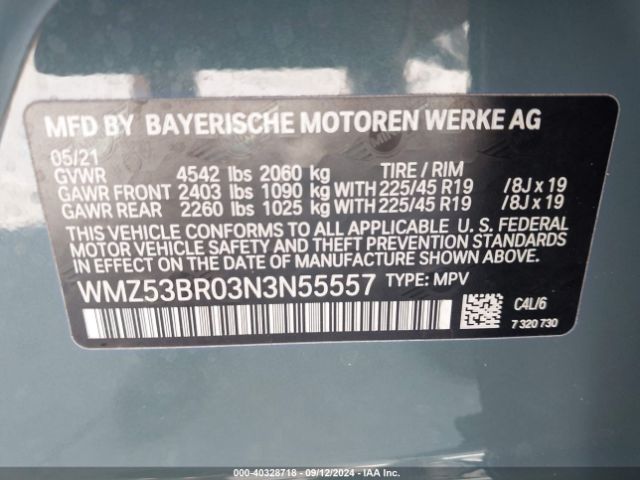 MFD BY BAYERISCHE MOTOREN WERKE AG
05/21
GVWR 4542 lbs 2060 kg TIRE / RIM
GAWR FRONT 2403 lbs 1090 kg WITH 225/45 R19 /8J x 19
GAWR REAR 2260 lbs 1025 kg WITH 225/45 R19 /8J x 19
THIS VEHICLE CONFORMS TO ALL APPLICABLE U. S. FEDERAL
MOTOR VEHICLE SAFETY AND THEFT PREVENTION STANDARDS
IN EFFECT ON THE DATE OF MANUFACTURE SHOWN ABOVE.
WMZ53BR03N3N55557 TYPE: MPV
C4L/6
7 320 730
000-40328718 - 09/12/2024 - IAA Inc.